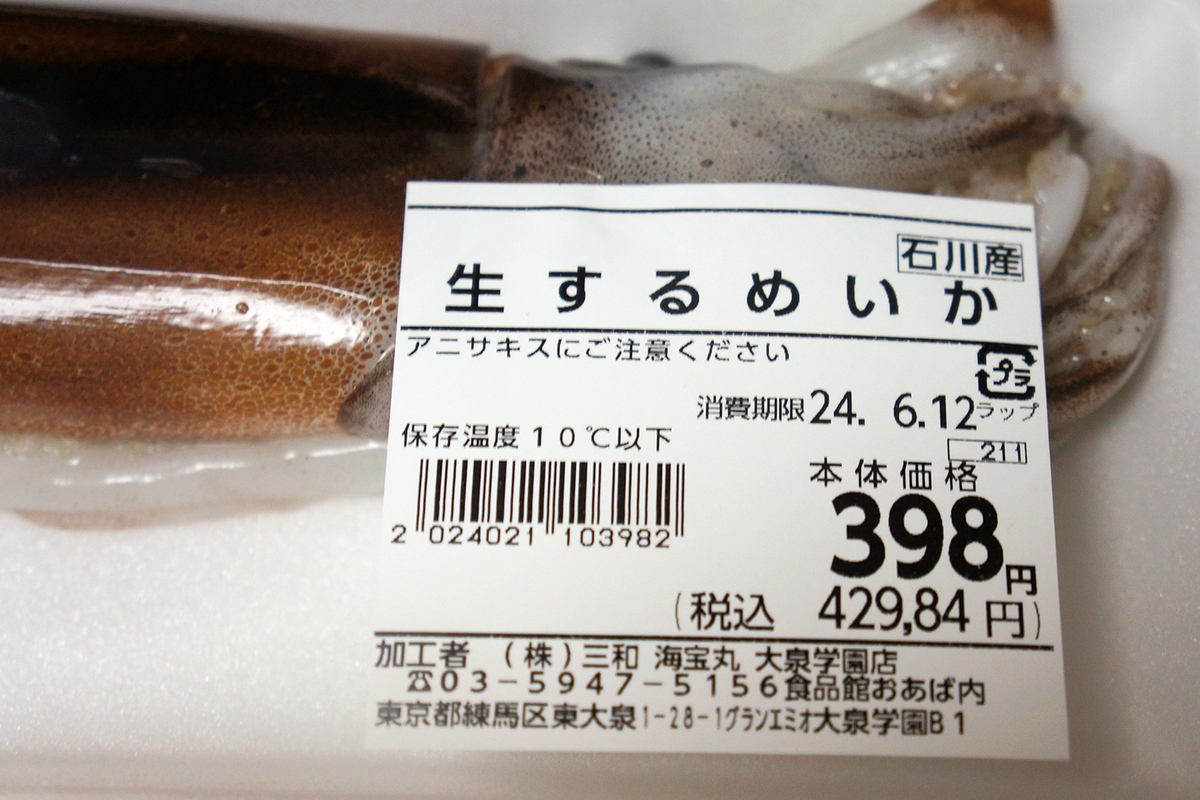 石川産
生するめいか
アニサキスにご注意ください
プラ
消費期限24. 6.12ラップ
保存温度10℃以下
211
本体価格
398円
2 024021 103982
(税込 429,84円)
加工者 (株)三和 海宝丸 大泉学園店
☎03-5947-5156食品館おあば内
東京都練馬区東大泉1-28-1グランエミオ大泉学園B1